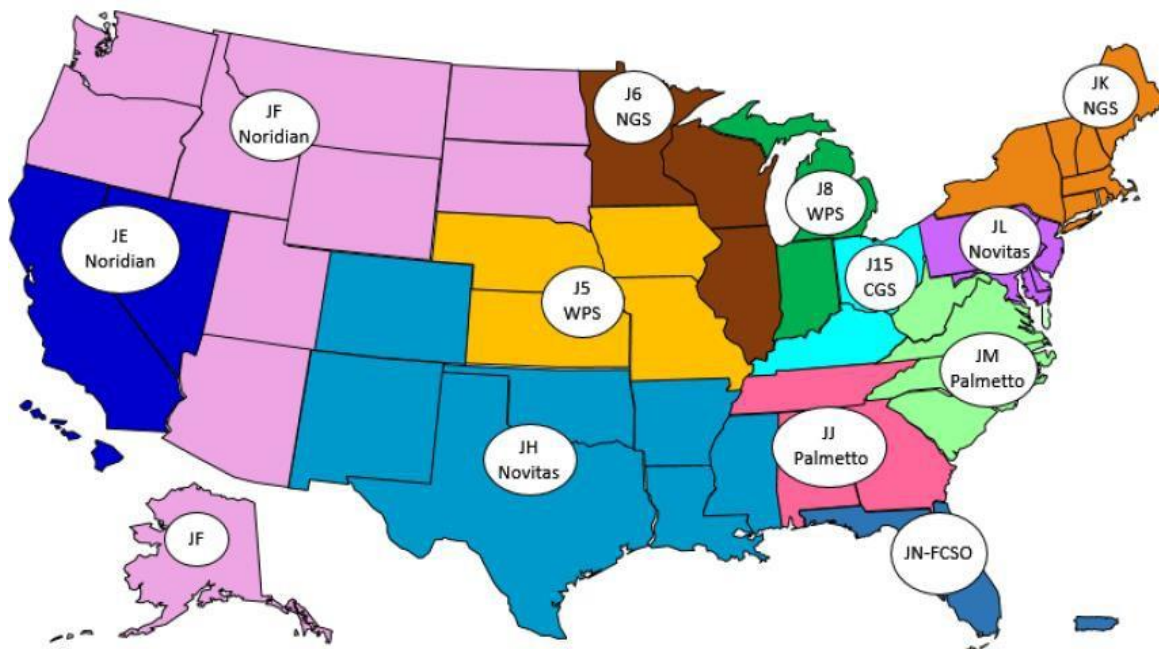 JF
Noridian
J6
NGS
JK
NGS
J8
WPS
JE
Noridian
JL
Novitas
J15
CGS
J5
WPS
JM
Palmetto
JH
Novitas
JJ
Palmetto
JF
JN-FCSO